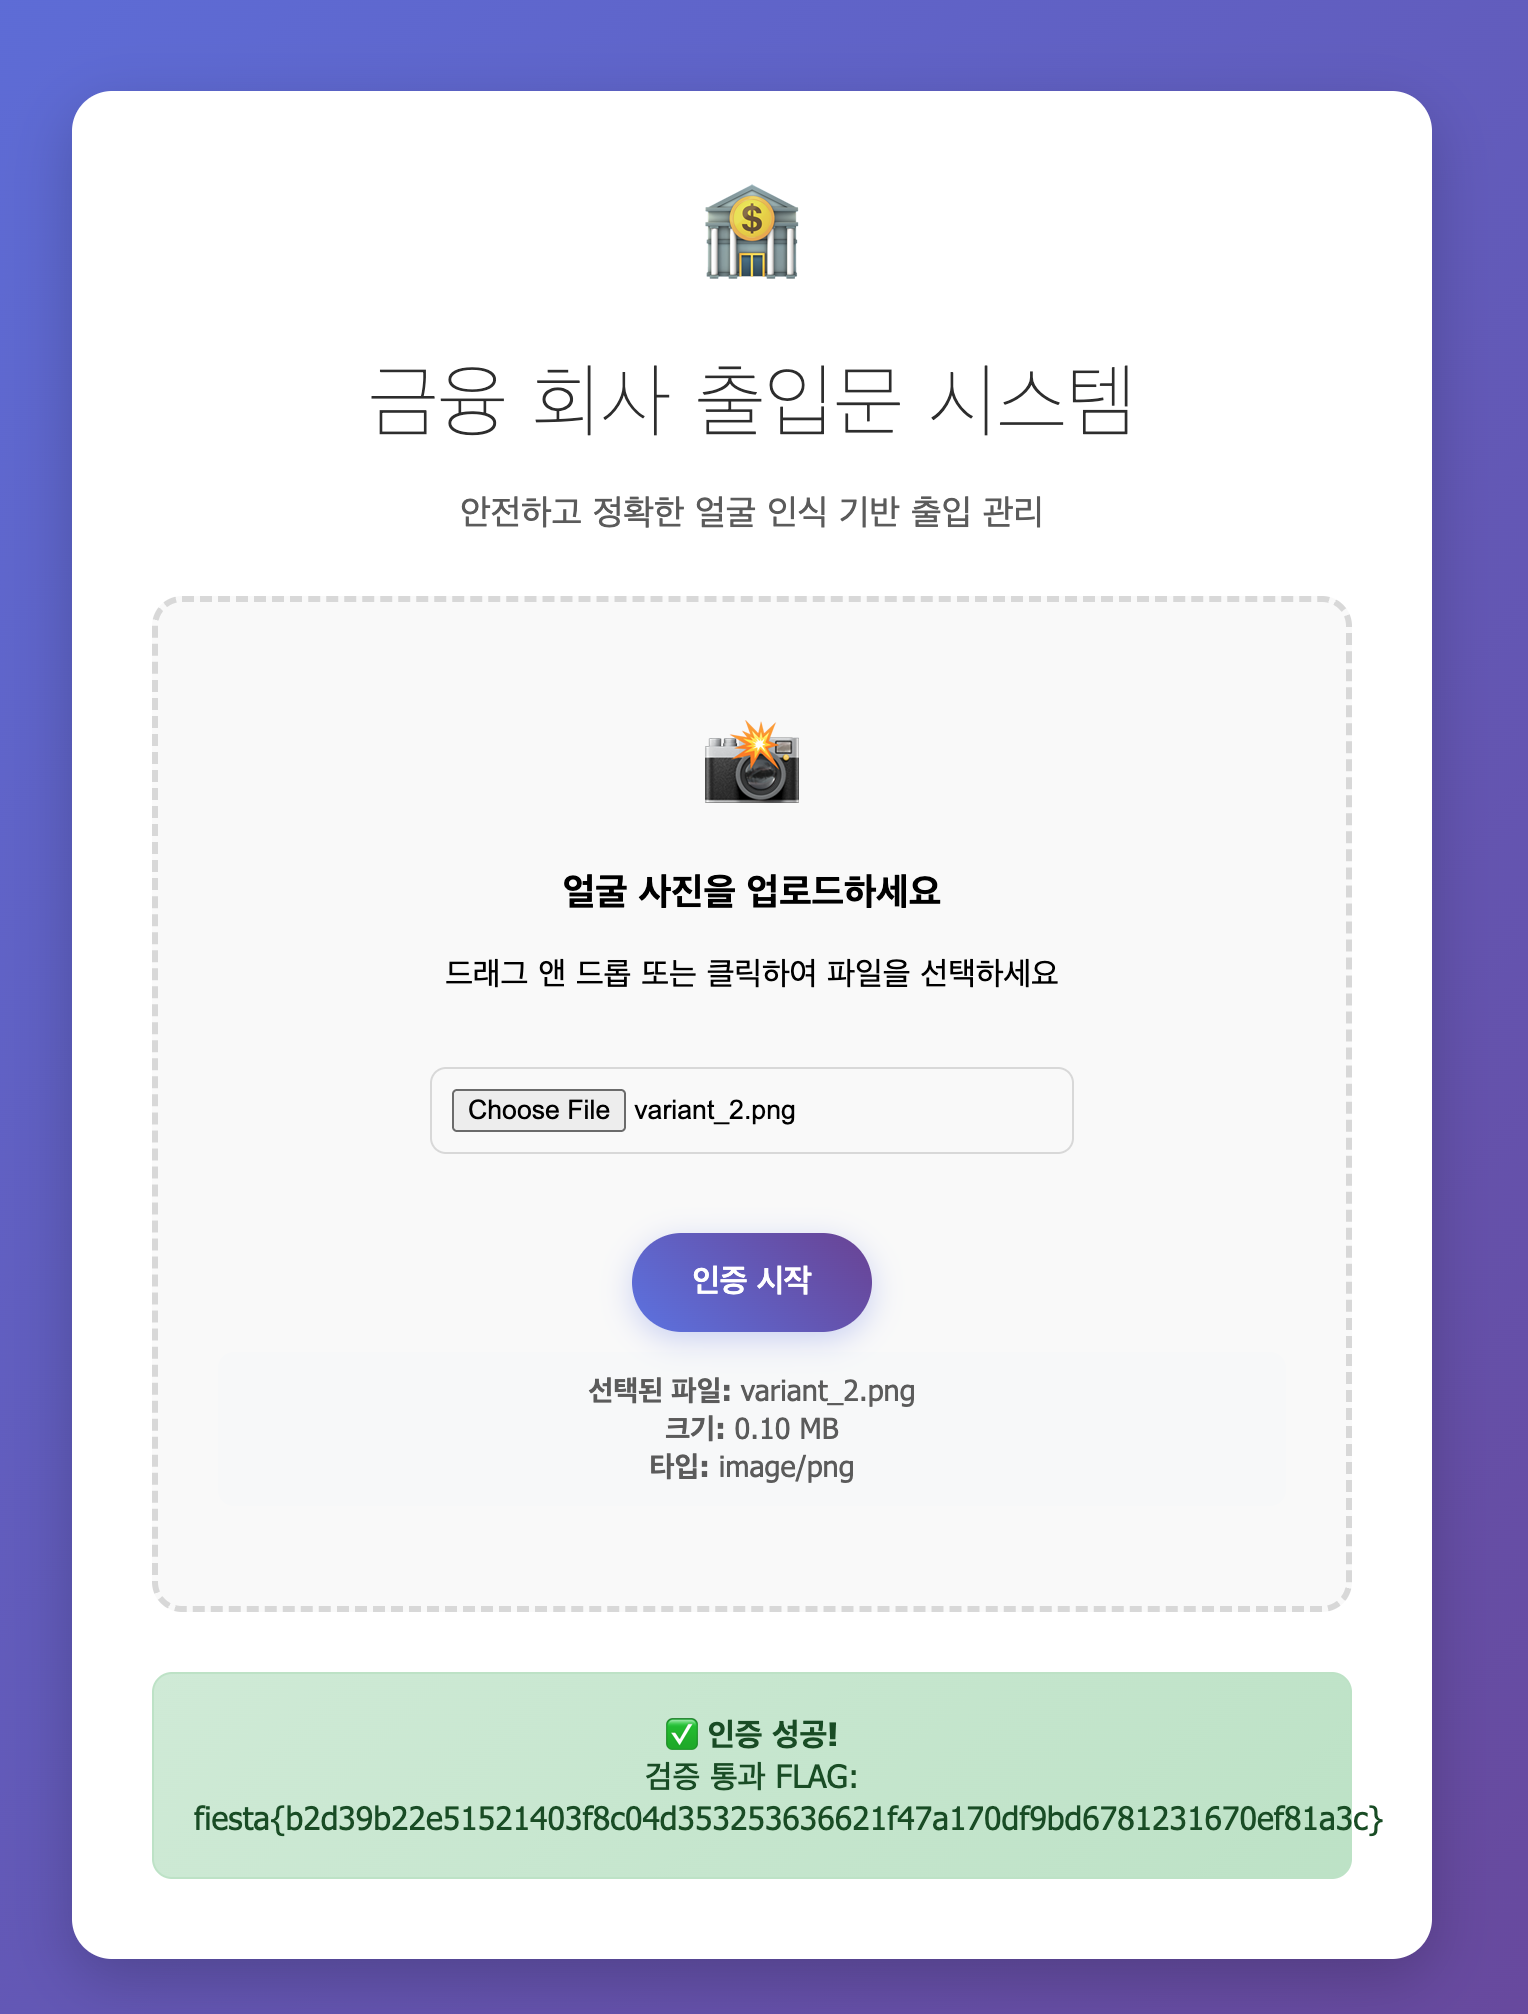 금융 회사 출입문 시스템
안전하고 정확한 얼굴 인식 기반 출입 관리
얼굴 사진을 업로드하세요
드래그 앤 드롭 또는 클릭하여 파일을 선택하세요
Choose File variant_2.png
인증 시작
선택된 파일: variant_2.png
크기: 0.10 MB
타입: image/png
✅ 인증 성공!
검증 통과 FLAG:
fiesta{b2d39b22e51521403f8c04d353253636621f47a170df9bd6781231670ef81a3c}